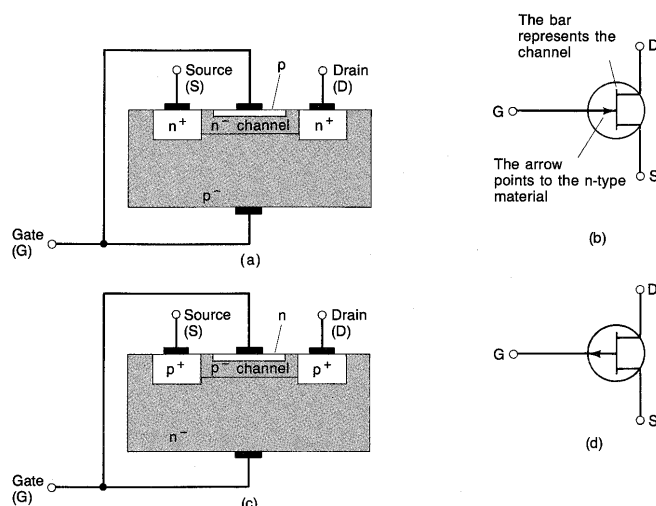 Source
(S)
p
Drain
(D)
n+
n− channel
n+
p−
Gate
(G)
(a)
The bar
represents the
channel
D
G
The arrow
points to the n-type
material
S
(b)
Source
(S)
n
Drain
(D)
p+
p− channel
p+
n−
Gate
(G)
(c)
D
G
S
(d)